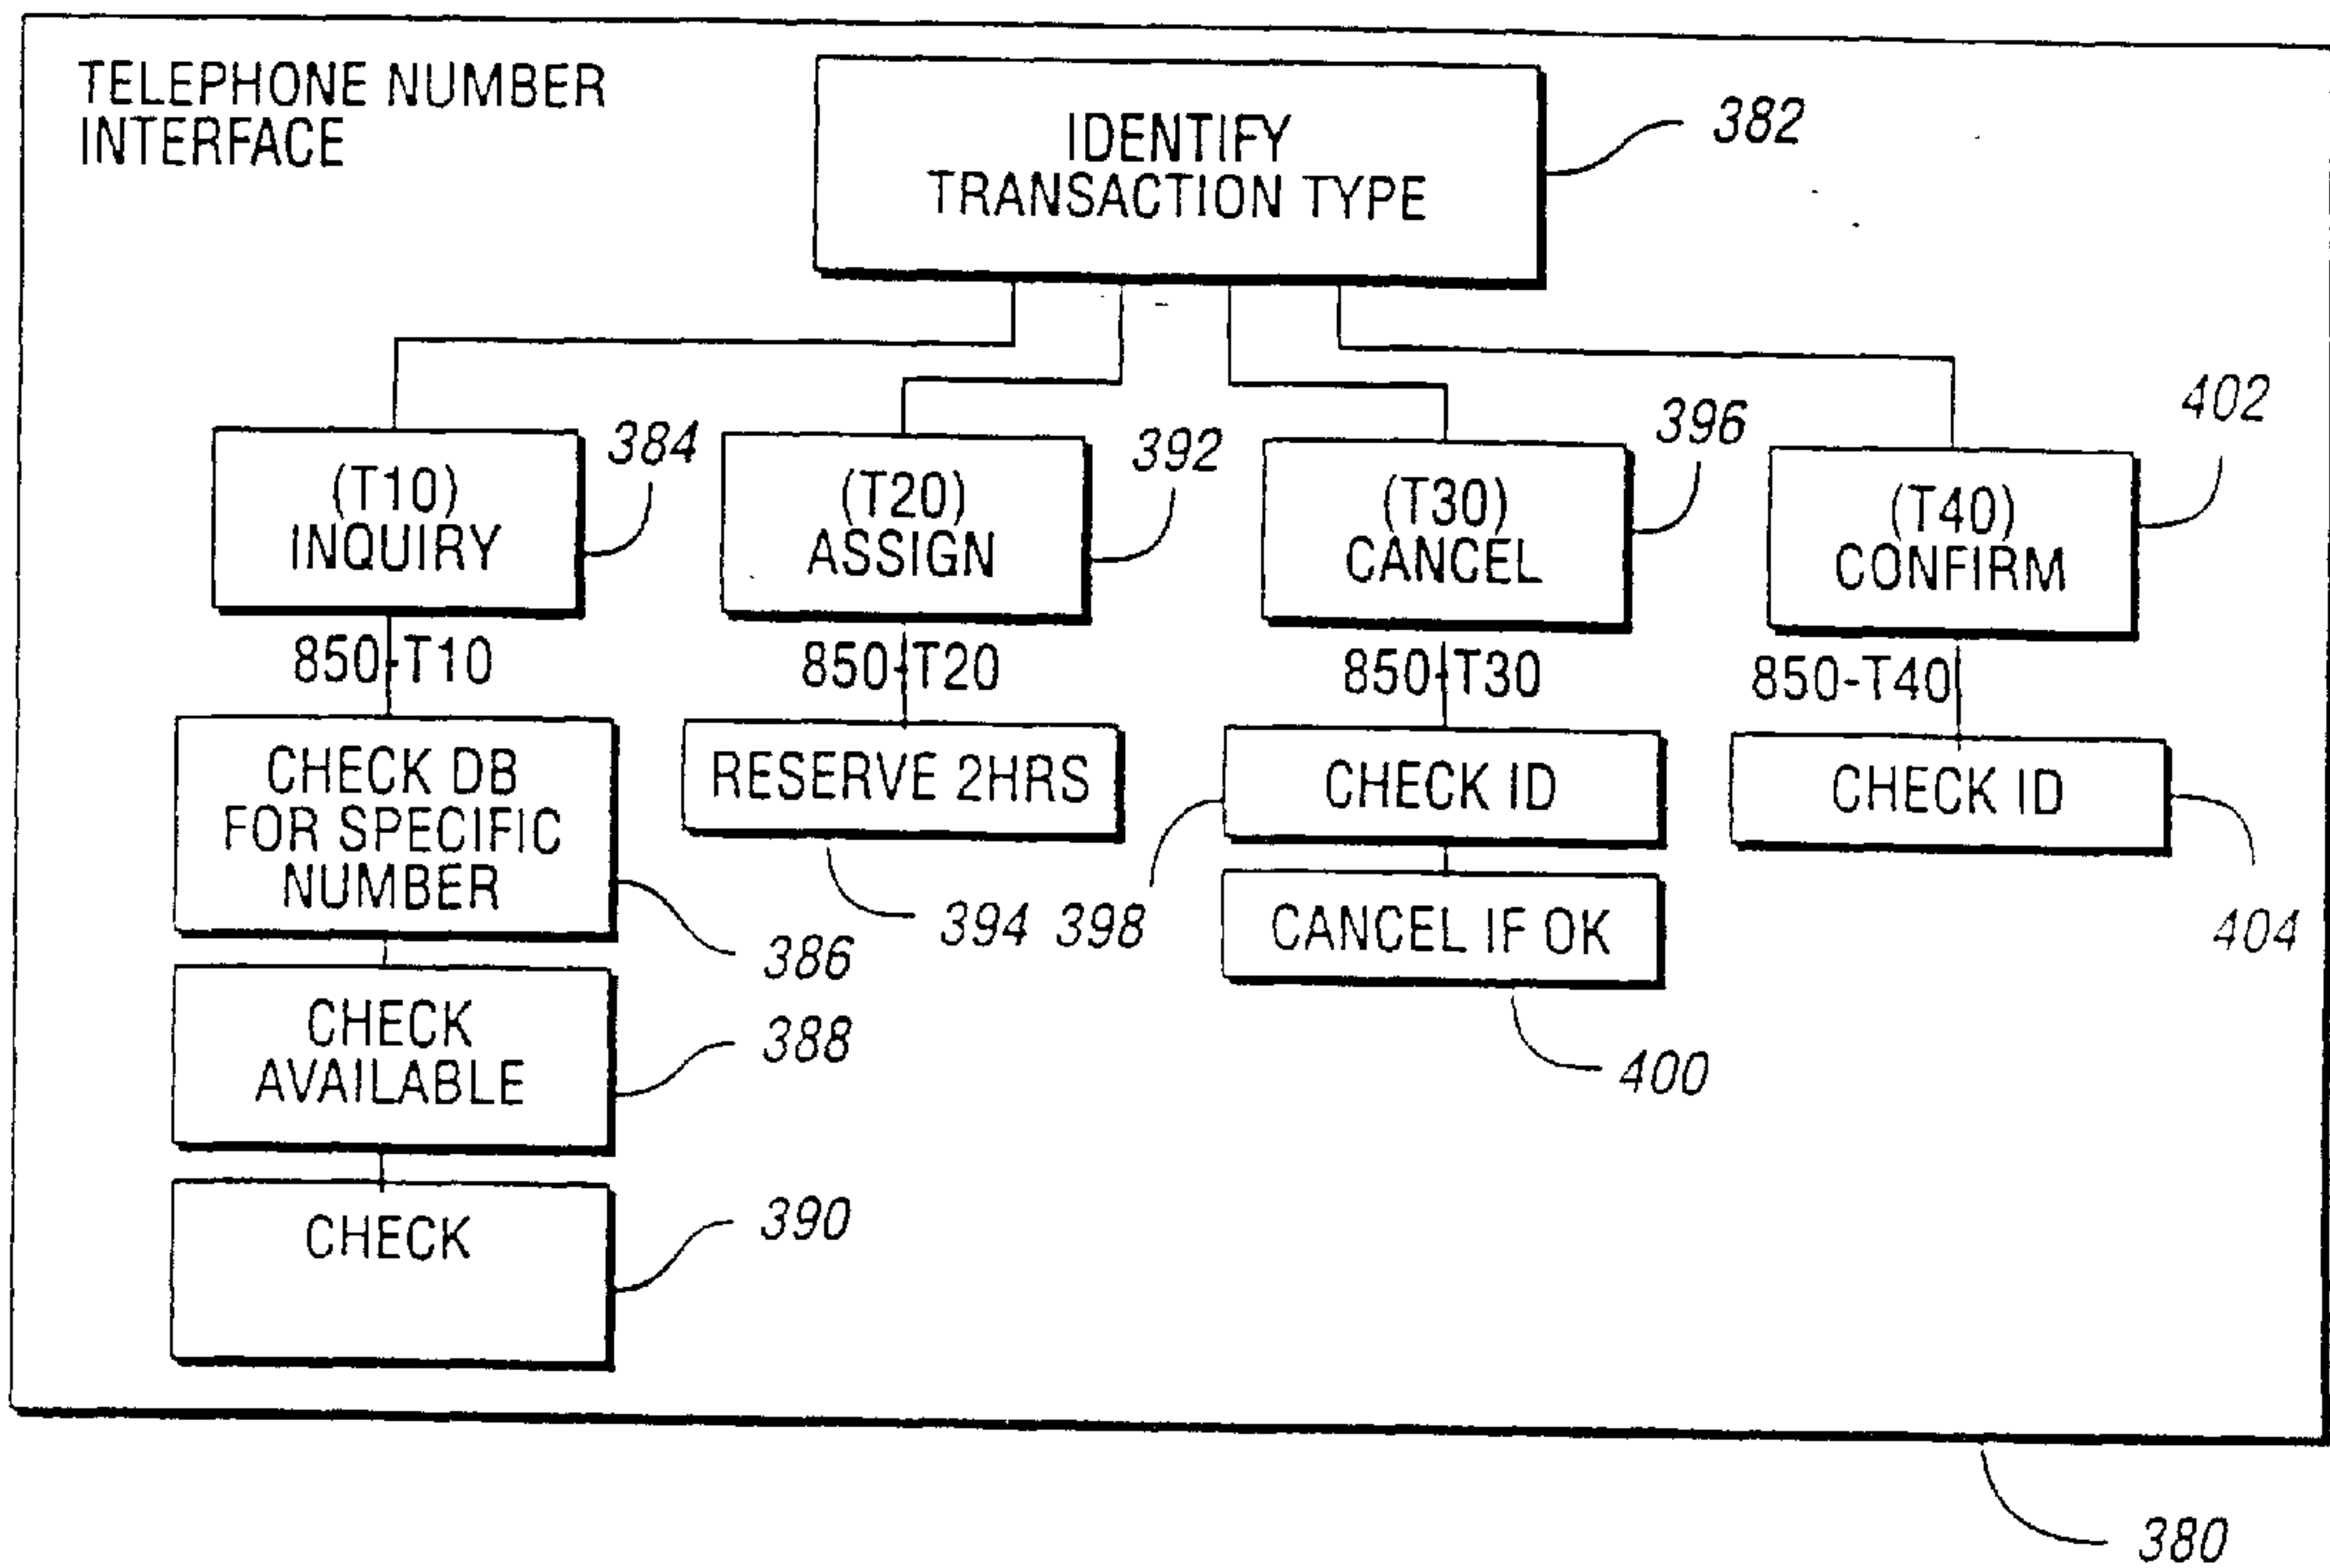 TELEPHONE NUMBER
INTERFACE
IDENTIFY
TRANSACTION TYPE
382
(T10)
INQUIRY
384
(T20)
ASSIGN
392
(T30)
CANCEL
396
(T40)
CONFIRM
402
850-T10
850-T20
850-T30
850-T40
CHECK DB
FOR SPECIFIC
NUMBER
386
RESERVE 2HRS
394
CHECK ID
398
CHECK ID
404
CANCEL IF OK
400
CHECK
AVAILABLE
388
CHECK
390
380